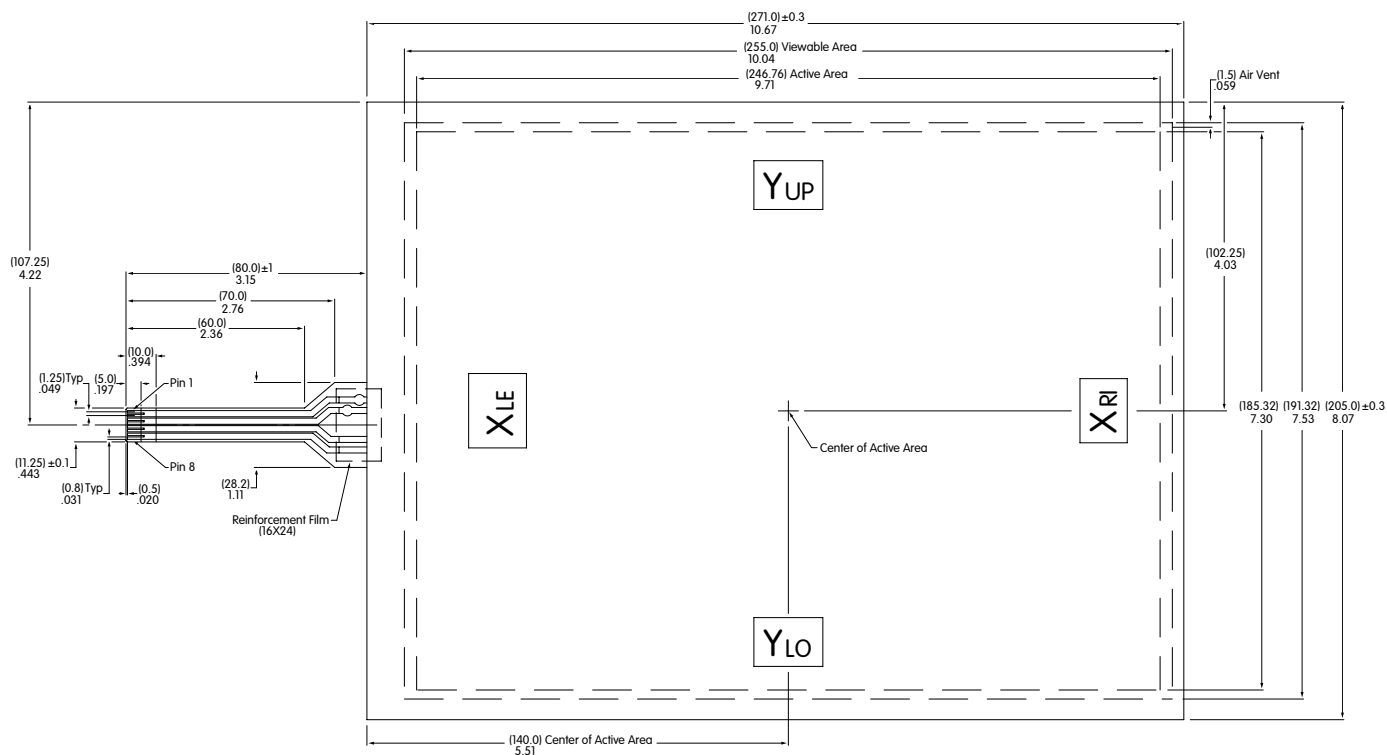 (271.0)±0.3
10.67
(255.0) Viewable Area
10.04
(246.76) Active Area
9.71
(1.5) Air Vent
.059
YUP
(107.25)
4.22
(102.25)
4.03
(80.0)±1
3.15
(70.0)
2.76
(60.0)
2.36
(10.0)
.394
(1.25)Typ
.049
(5.0)
.197
Pin 1
XLE
XRI
(185.32) (191.32) (205.0)±0.3
7.30 7.53 8.07
Center of Active Area
(11.25) ±0.1
.443
Pin 8
(0.8) Typ
.031
(0.5)
.020
(28.2)
1.11
Reinforcement Film
(16X24)
YLO
(140.0) Center of Active Area
5.51